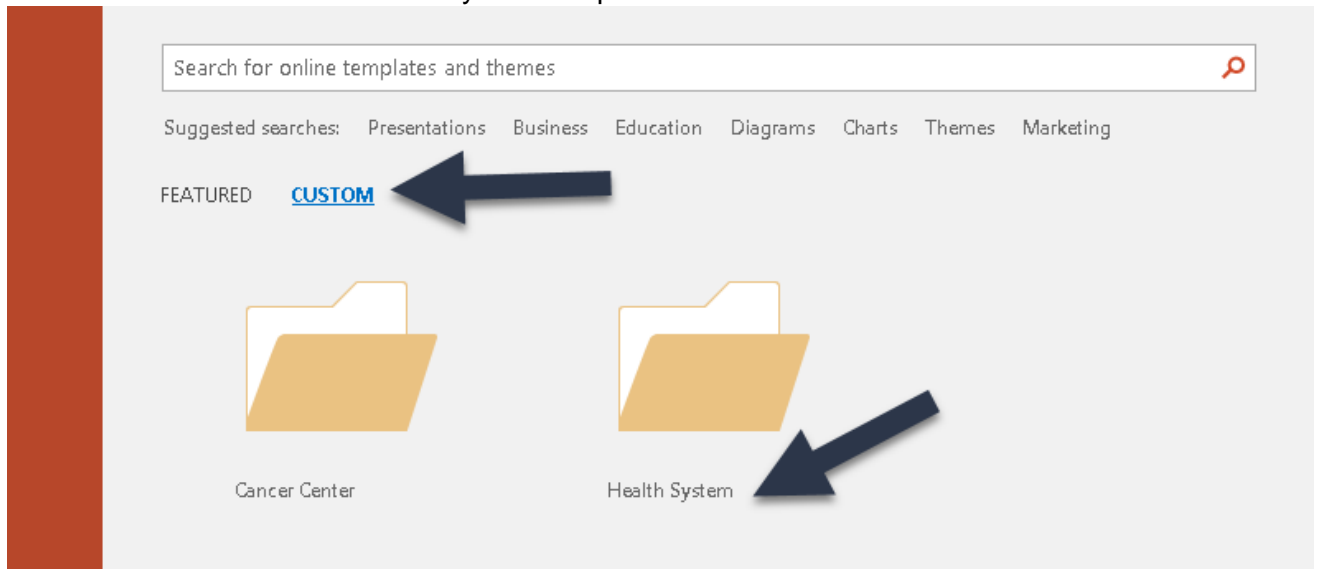 Search for online templates and themes
Suggested searches: Presentations Business Education Diagrams Charts Themes Marketing
FEATURED CUSTOM
Cancer Center Health System